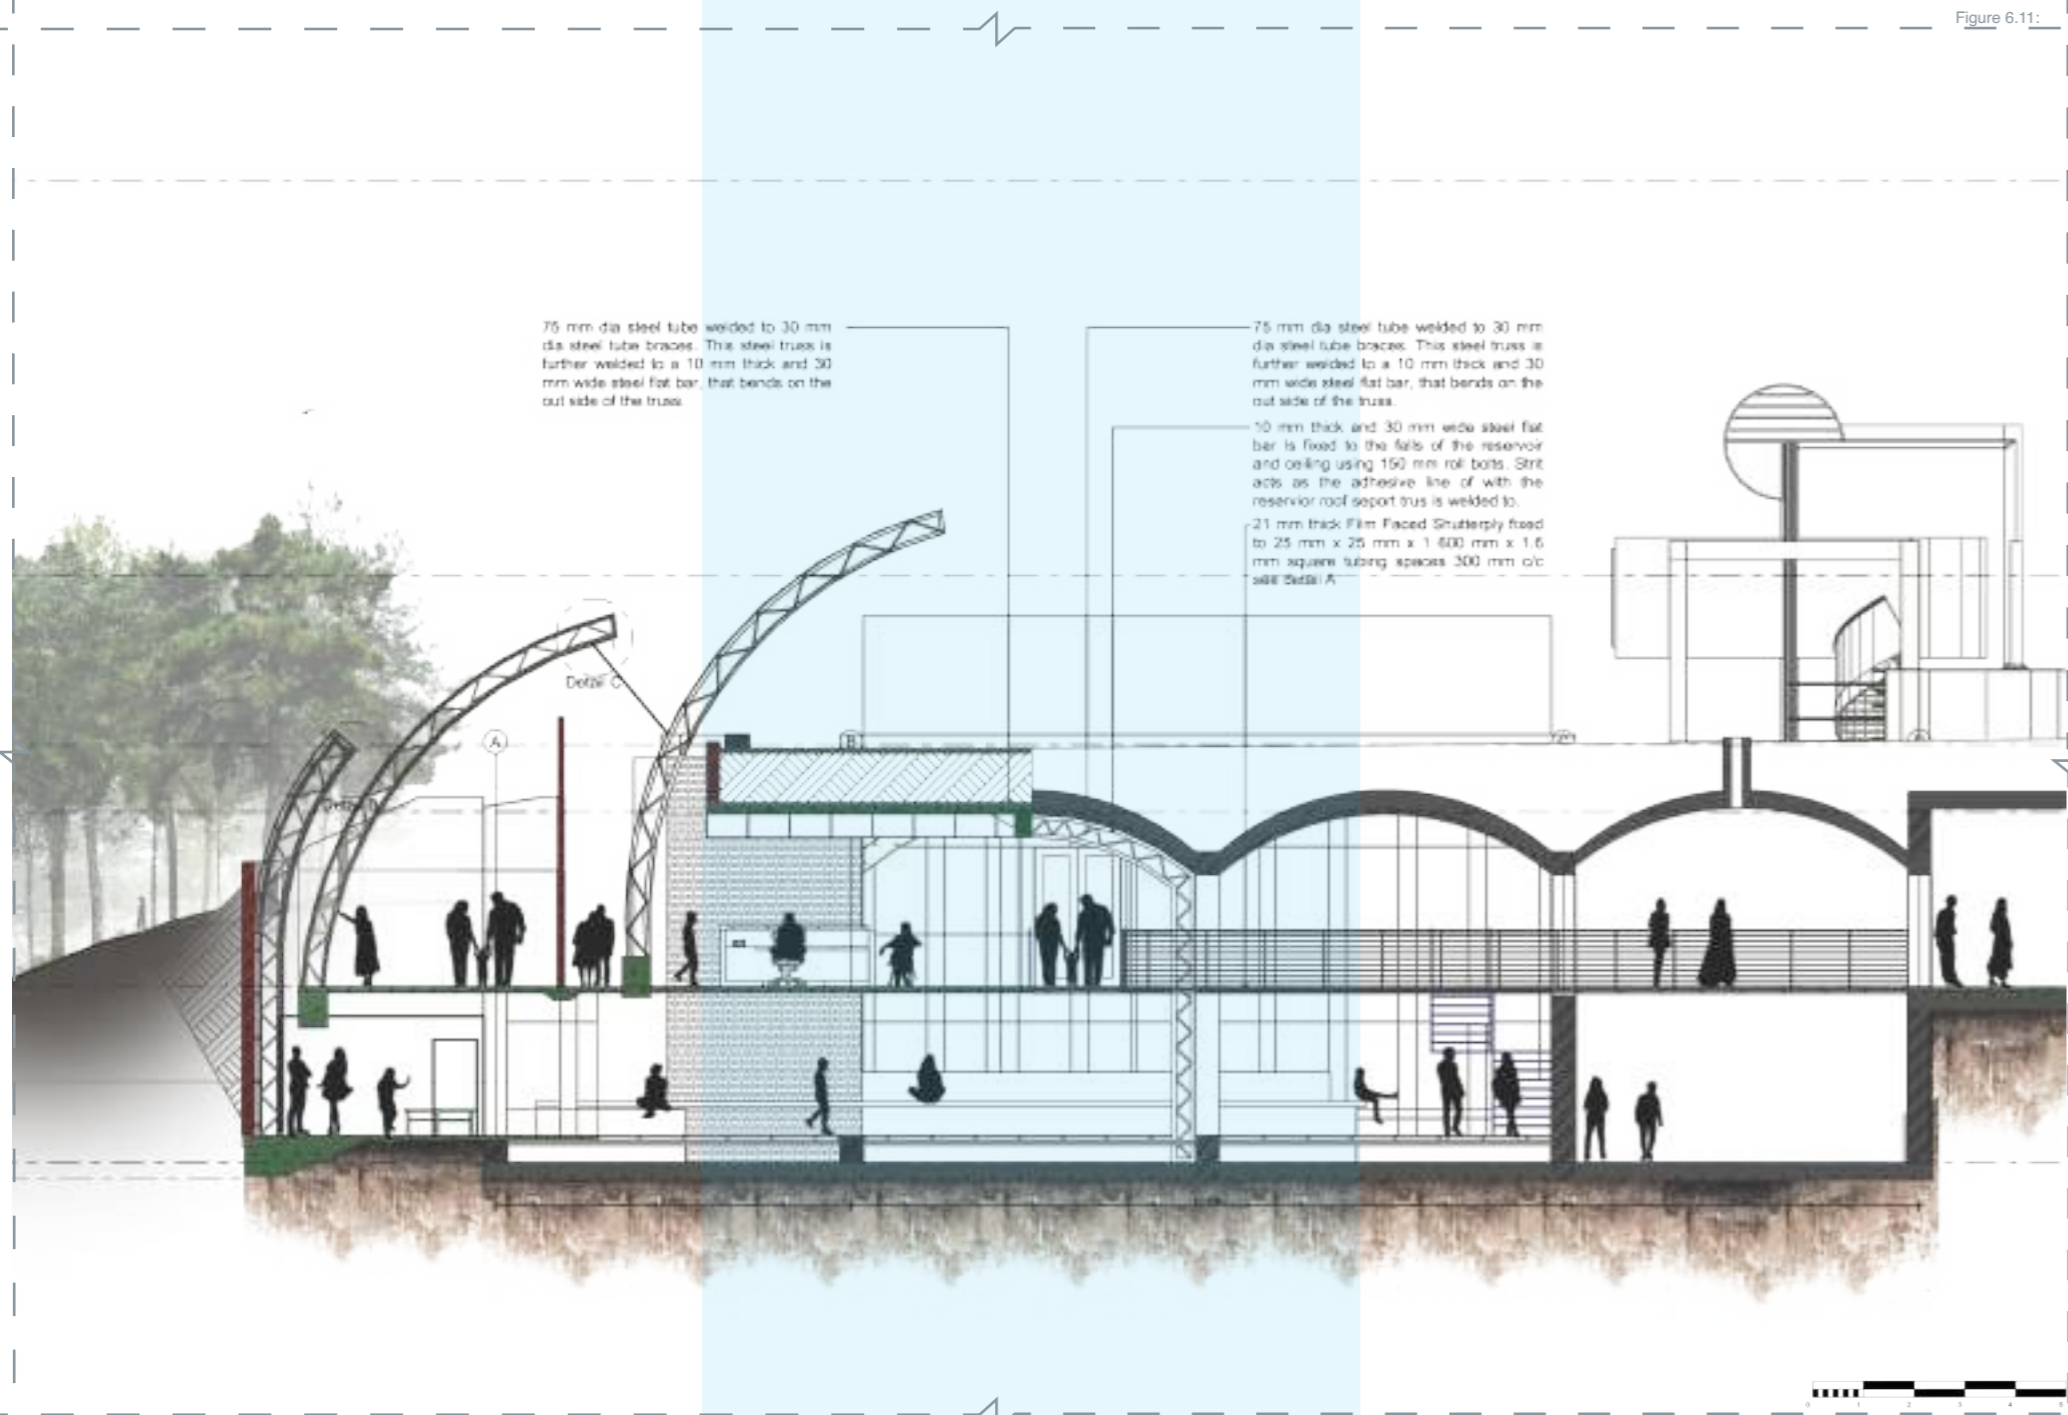 Figure 6.11:
75 mm dia steel tube welded to 30 mm
dia steel tube braces. This steel truss is
further welded to a 10 mm thick and 30
mm wide steel flat bar, that bends on the
out side of the truss.
75 mm dia steel tube welded to 30 mm
dia steel tube braces. This steel truss is
further welded to a 10 mm thick and 30
mm wide steel flat bar, that bends on the
out side of the truss.
10 mm thick and 30 mm wide steel flat
bar is fixed to the falls of the reservoir
and ceiling using 150 mm roll bolts. Strit
acts as the adhesive line of with the
reservior roof seport trus is welded to.
21 mm thick Film Faced Shutterply fixed
to 25 mm x 25 mm x 1 600 mm x 1.6
mm square tubing spaces 300 mm c/c
see Detail A
Detail C
A
B
0 1 2 3 4